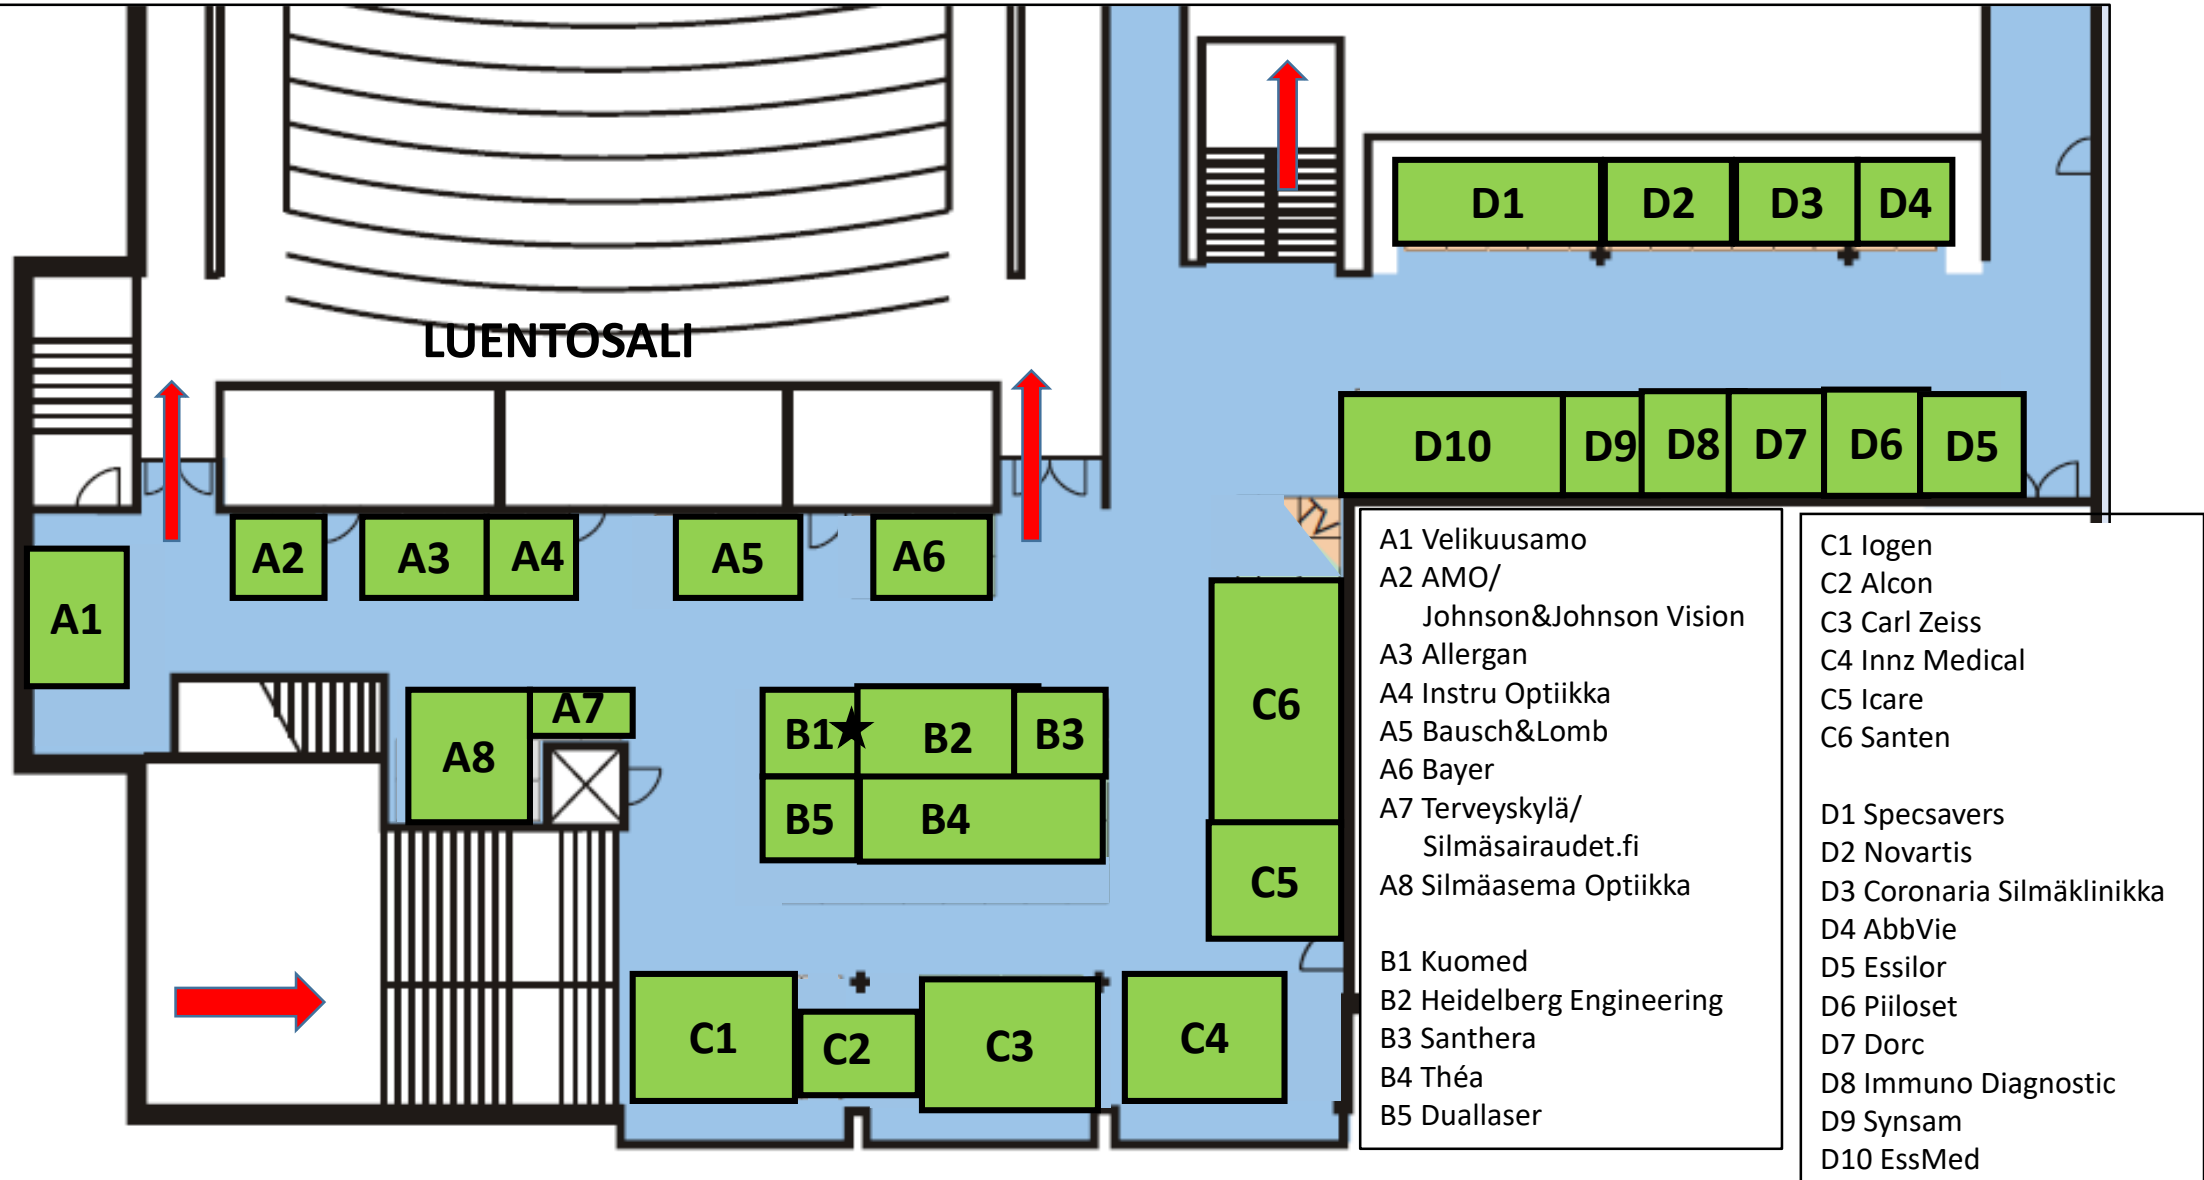 D1
D2
D3
D4
LUENTOSALI
D10
D9
D8
D7
D6
D5
TV
A1
A2
A3
A4
A5
A6
A7
A8
B1
B2
B3
B5
B4
C6
C5
C1
C2
C3
C4
A1 Velikuusamo
A2 AMO/
Johnson&Johnson Vision
A3 Allergan
A4 Instru Optiikka
A5 Bausch&Lomb
A6 Bayer
A7 Terveyskylä/
Silmäsairaudet.fi
A8 Silmäasema Optiikka
B1 Kuomed
B2 Heidelberg Engineering
B3 Santhera
B4 Théa
B5 Duallaser
C1 Iogen
C2 Alcon
C3 Carl Zeiss
C4 Innz Medical
C5 Icare
C6 Santen
D1 Specsavers
D2 Novartis
D3 Coronaria Silmäklinikka
D4 AbbVie
D5 Essilor
D6 Piiloset
D7 Dorc
D8 Immuno Diagnostic
D9 Synsam
D10 EssMed